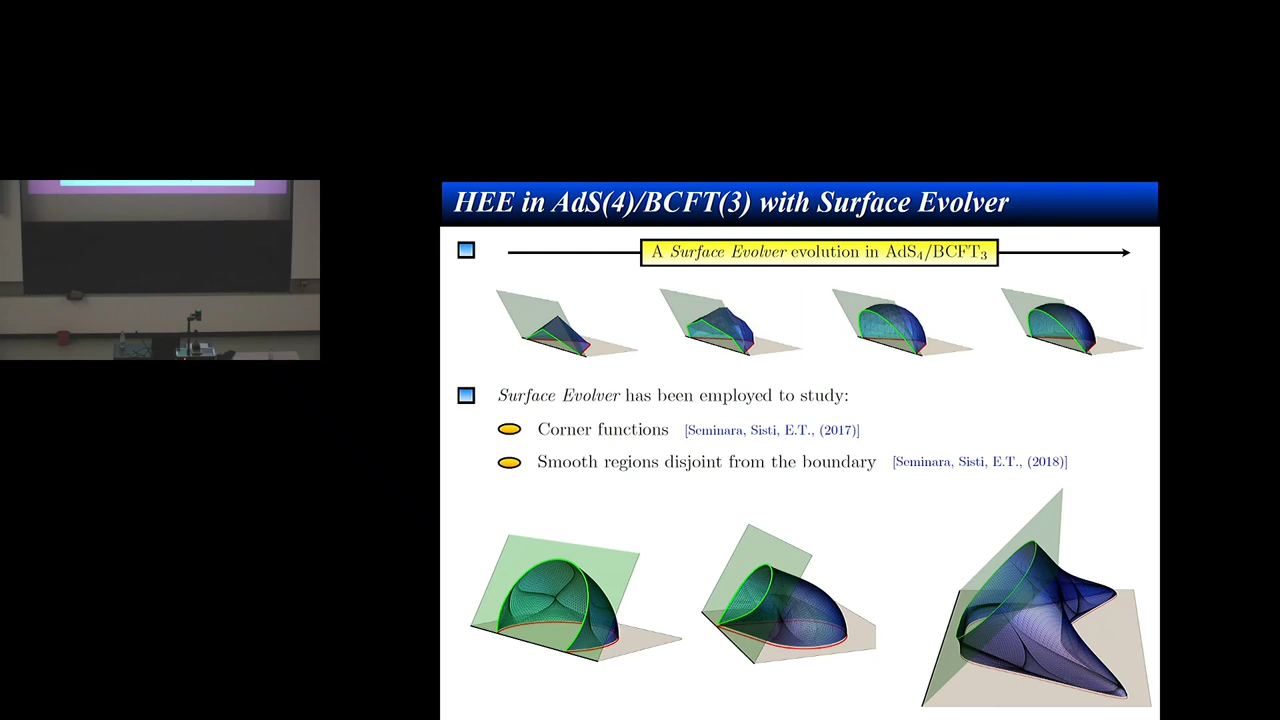 HEE in AdS(4)/BCFT(3) with Surface Evolver
A Surface Evolver evolution in AdS₄/BCFT₃
Surface Evolver has been employed to study:
Corner functions [Seminara, Sisti, E.T., (2017)]
Smooth regions disjoint from the boundary [Seminara, Sisti, E.T., (2018)]